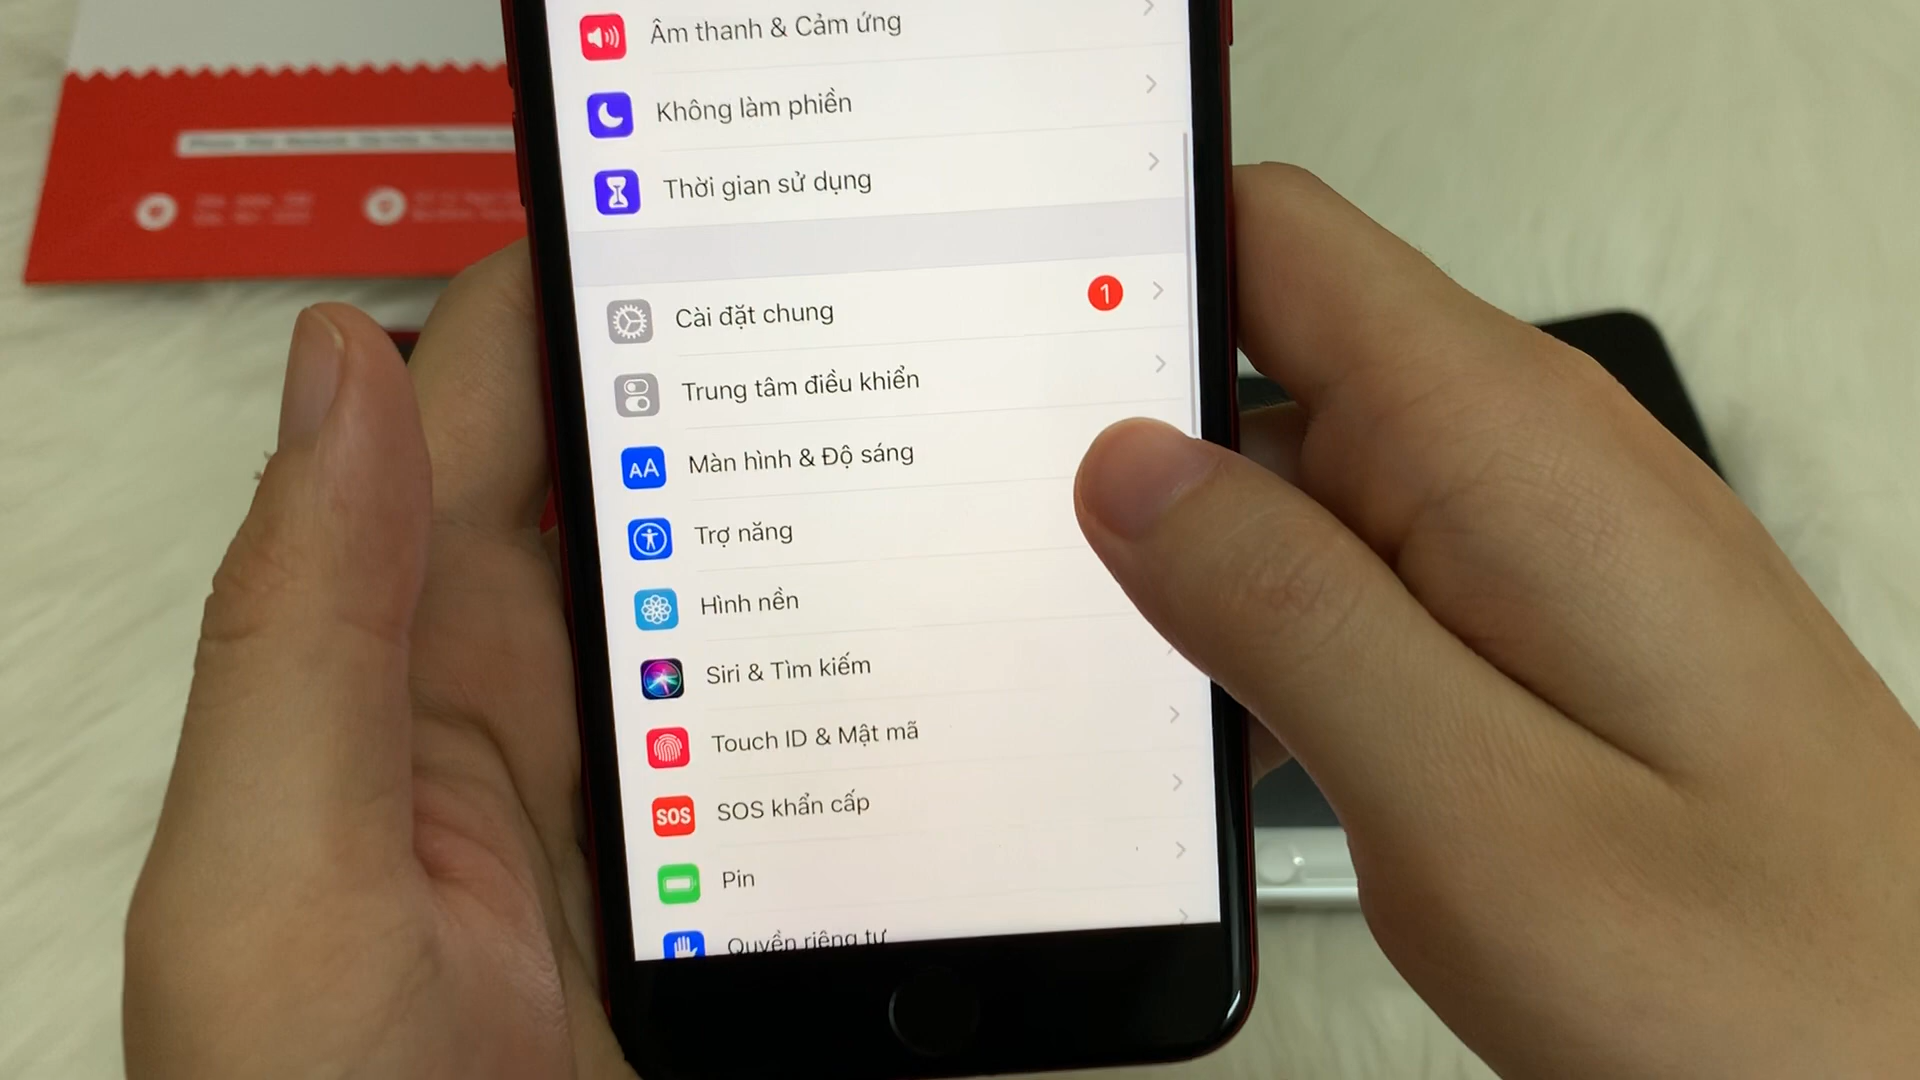 Âm thanh & Cảm ứng
Không làm phiền
Thời gian sử dụng
Cài đặt chung
1
Trung tâm điều khiển
AA
Màn hình & Độ sáng
Trợ năng
Hình nền
Siri & Tìm kiếm
Touch ID & Mật mã
SOS
SOS khẩn cấp
Pin
Quyền riêng tư